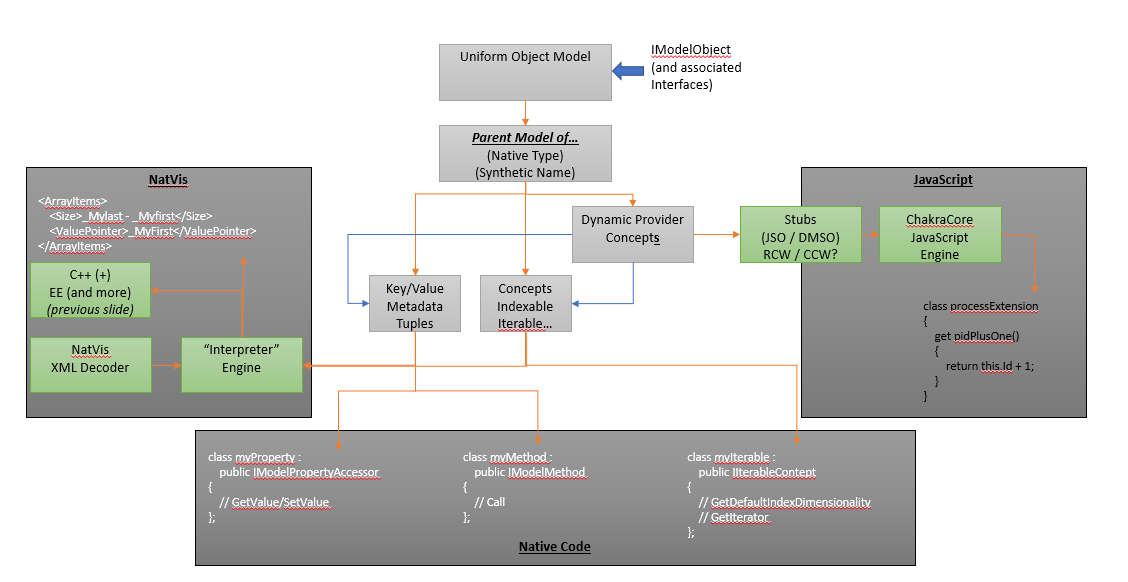 Uniform Object Model
IModelObject
(and associated
Interfaces)
Parent Model of...
(Native Type)
(Synthetic Name)
NatVis
<ArrayItems>
<Size>_Mylast - _Myfirst</Size>
<ValuePointer>_MyFirst</ValuePointer>
</ArrayItems>
C++ (+)
EE (and more)
(previous slide)
NatVis
XML Decoder
“Interpreter”
Engine
Dynamic Provider
Concepts
Key/Value
Metadata
Tuples
Concepts
Indexable
Iterable...
JavaScript
Stubs
(JSO / DMSO)
RCW / CCW?
ChakraCore
JavaScript
Engine
class processExtension
{
get pidPlusOne()
{
return this.Id + 1;
}
}
class myProperty :
public IModelPropertyAccessor
{
// GetValue/SetValue
};
class myMethod :
public IModelMethod
{
// Call
};
class myIterable :
public IIterableContept
{
// GetDefaultIndexDimensionality
// GetIterator
};
Native Code